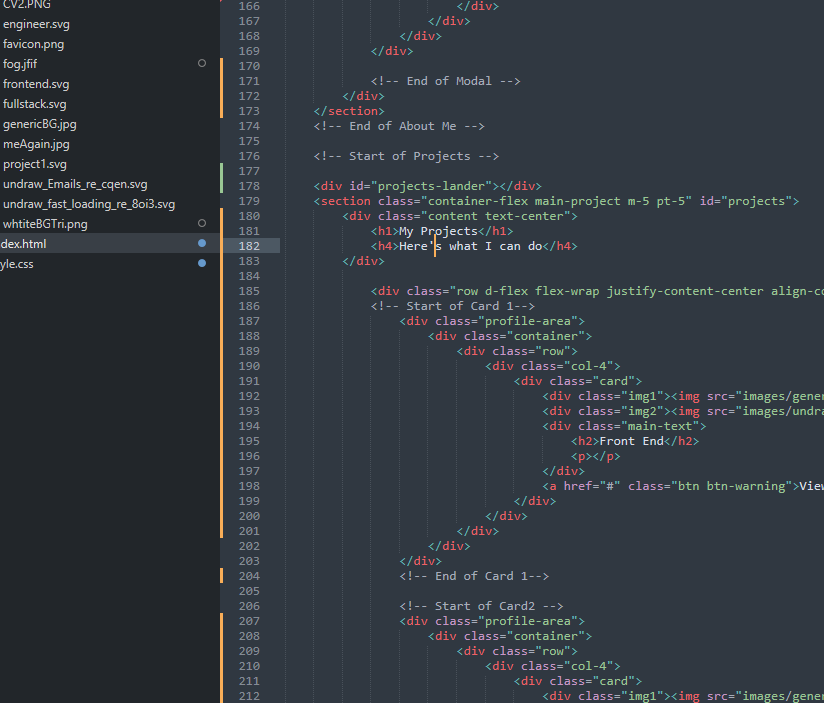 CV2.PNG
engineer.svg
favicon.png
fog.jfif
frontend.svg
fullstack.svg
genericBG.jpg
meAgain.jpg
project1.svg
undraw_Emails_re_cqen.svg
undraw_fast_loading_re_8oi3.svg
whtiteBGTri.png
dex.html
yle.css
166 </div>
167 </div>
168 </div>
169 </div>
170
171 <!-- End of Modal -->
172 </div>
173 </section>
174 <!-- End of About Me -->
175
176 <!-- Start of Projects -->
177
178 <div id="projects-lander"></div>
179 <section class="container-flex main-project m-5 pt-5" id="projects">
180 <div class="content text-center">
181 <h1>My Projects</h1>
182 <h4>Here's what I can do</h4>
183 </div>
184
185 <div class="row d-flex flex-wrap justify-content-center align-co
186 <!-- Start of Card 1-->
187 <div class="profile-area">
188 <div class="container">
189 <div class="row">
190 <div class="col-4">
191 <div class="card">
192 <div class="img1"><img src="images/gener
193 <div class="img2"><img src="images/undra
194 <div class="main-text">
195 <h2>Front End</h2>
196 <p></p>
197 </div>
198 <a href="#" class="btn btn-warning">View
199 </div>
200 </div>
201 </div>
202 </div>
203 </div>
204 <!-- End of Card 1-->
205
206 <!-- Start of Card2 -->
207 <div class="profile-area">
208 <div class="container">
209 <div class="row">
210 <div class="col-4">
211 <div class="card">
212 <div class="img1"><img src="images/gener